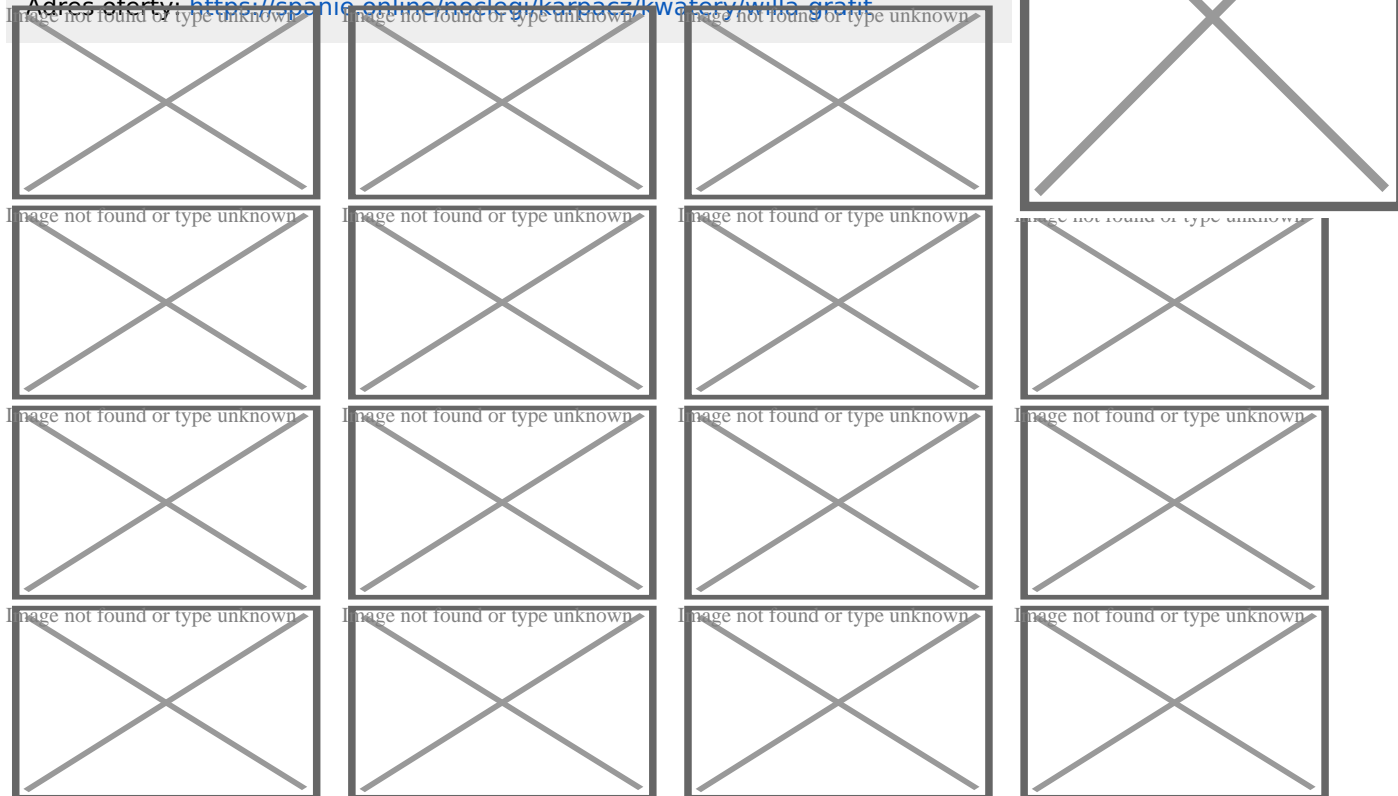 Adres oferty: https://spanie.online/noclegi/karpacz/kwatery/willa-grafit
Image not found or type unknown Image not found or type unknown Image not found or type unknown
Image not found or type unknown Image not found or type unknown Image not found or type unknown Image not found or type unknown
Image not found or type unknown Image not found or type unknown Image not found or type unknown Image not found or type unknown
Image not found or type unknown Image not found or type unknown Image not found or type unknown Image not found or type unknown